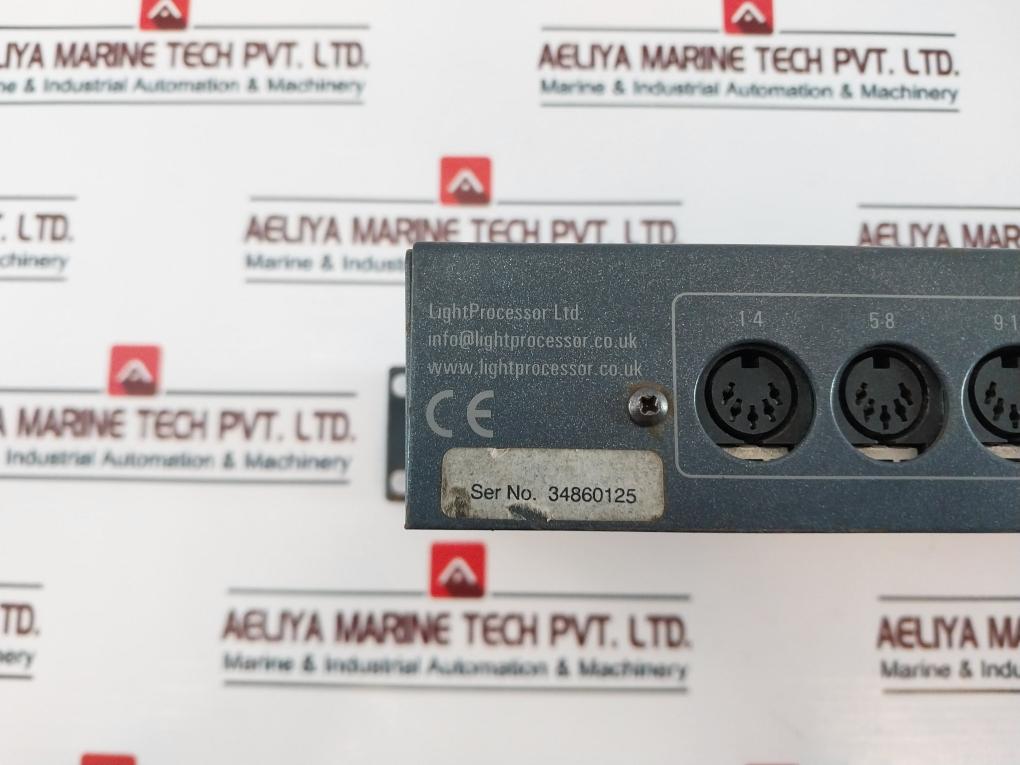 AELIYA MARINE TECH PVT. LTD.
Marine & Industrial Automation & Machinery
AELIYA MARINE TECH PVT. LTD.
Marine & Industrial Automation & Machinery
. LTD.
AELIYA MARINE TECH PVT. LTD.
AELIYA MARINE
Marine & Indust
LightProcessor Ltd.
info@lightprocessor.co.uk
www.lightprocessor.co.uk
CE
Ser No. 34860125
1-4
5-8
9-1
MARINE TECH PVT. LTD.
& Industrial Automation & Machinery
TD.
AELIYA MARINE TECH PVT. LTD.
Marine & Industrial Automation & Machinery
AELIYA MA
Marine & Indu